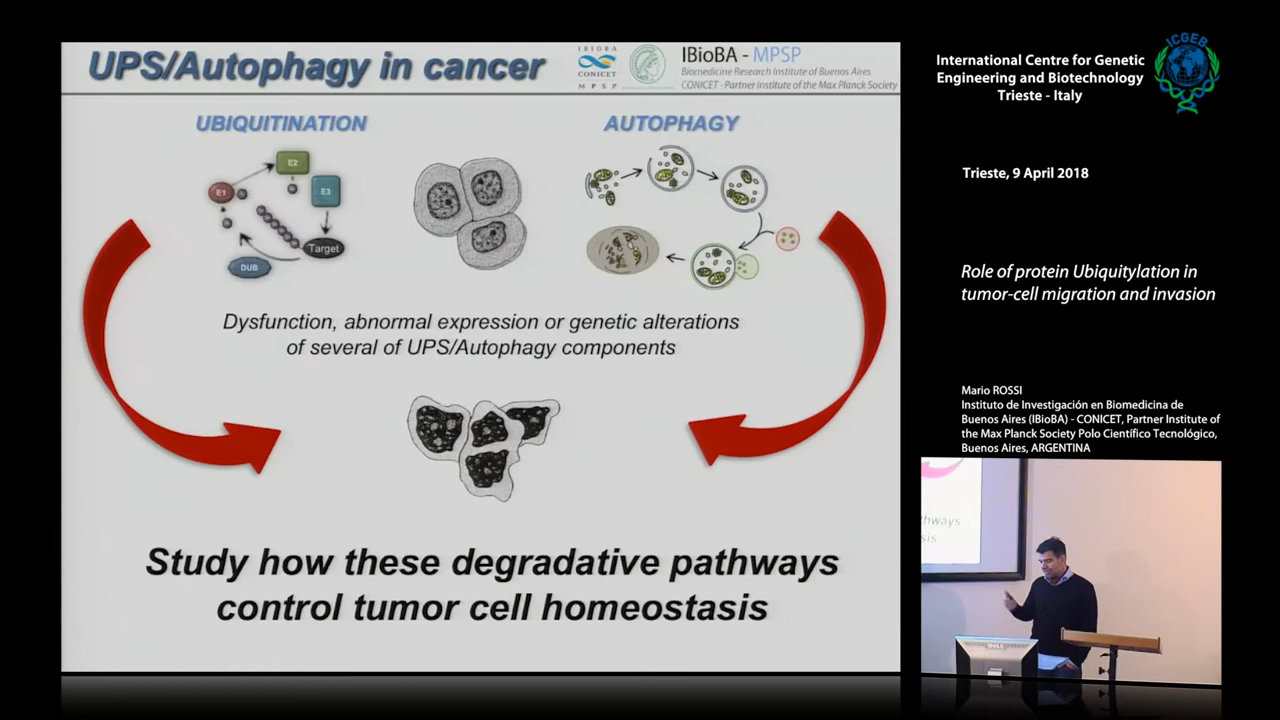 UPS/Autophagy in cancer
IBIOBA
CONICET
MPSP
IBioBA - MPSP
Biomedicine Research Institute of Buenos Aires
CONICET - Partner Institute of the Max Planck Society
UBIQUITINATION
AUTOPHAGY
E1
E2
E3
Target
DUB
Dysfunction, abnormal expression or genetic alterations
of several of UPS/Autophagy components
Study how these degradative pathways
control tumor cell homeostasis
ICGEB
International Centre for Genetic
Engineering and Biotechnology
Trieste - Italy
Trieste, 9 April 2018
Role of protein Ubiquitylation in
tumor-cell migration and invasion
Mario ROSSI
Instituto de Investigación en Biomedicina de
Buenos Aires (IBioBA) - CONICET, Partner Institute of
the Max Planck Society Polo Científico Tecnológico,
Buenos Aires, ARGENTINA
hways
sis